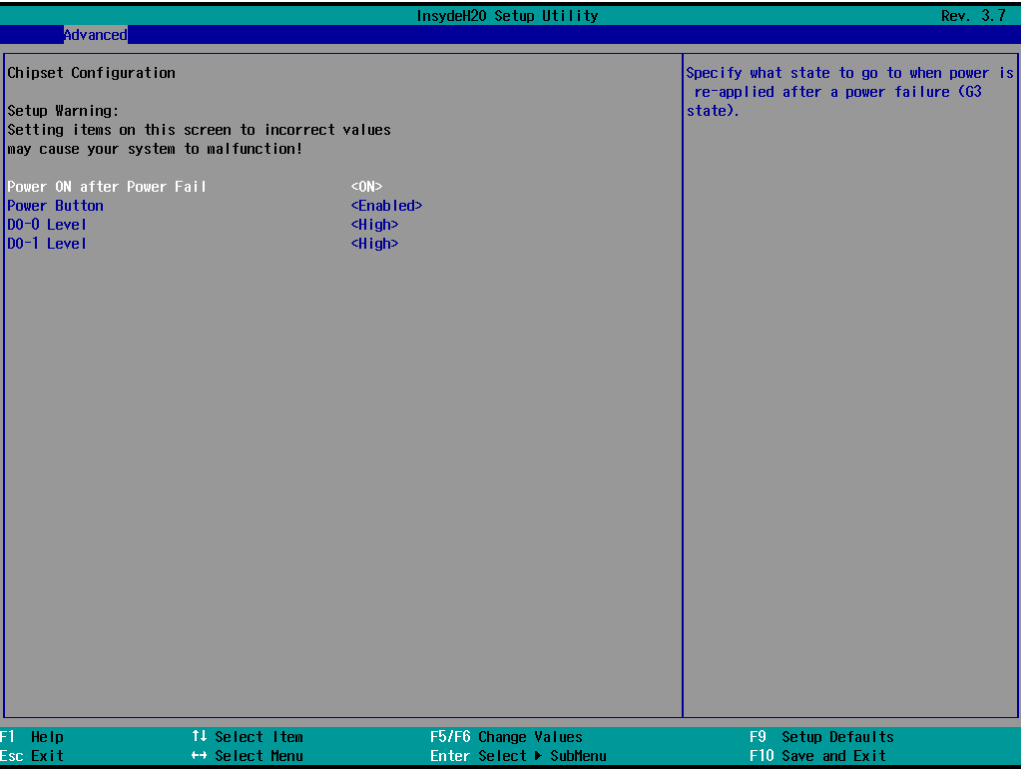 InsydeH20 Setup Utility Rev. 3.7
Advanced
Chipset Configuration
Setup Warning:
Setting items on this screen to incorrect values
may cause your system to malfunction!
Power ON after Power Fail <ON>
Power Button <Enabled>
DO-0 Level <High>
DO-1 Level <High>
Specify what state to go to when power is
re-applied after a power failure (G3
state).
F1 Help ↑↓ Select Item F5/F6 Change Values F9 Setup Defaults
Esc Exit ↔ Select Menu Enter Select ▶ SubMenu F10 Save and Exit